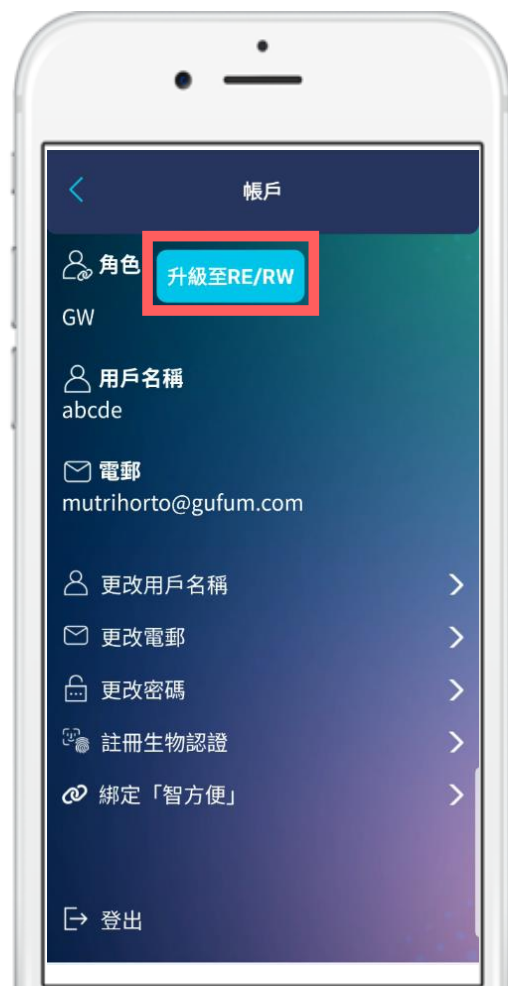 帳戶
角色
升級至RE/RW
GW
用戶名稱
abcde
電郵
mutrihorto@gufum.com
更改用戶名稱
更改電郵
更改密碼
註冊生物認證
綁定「智方便」
登出